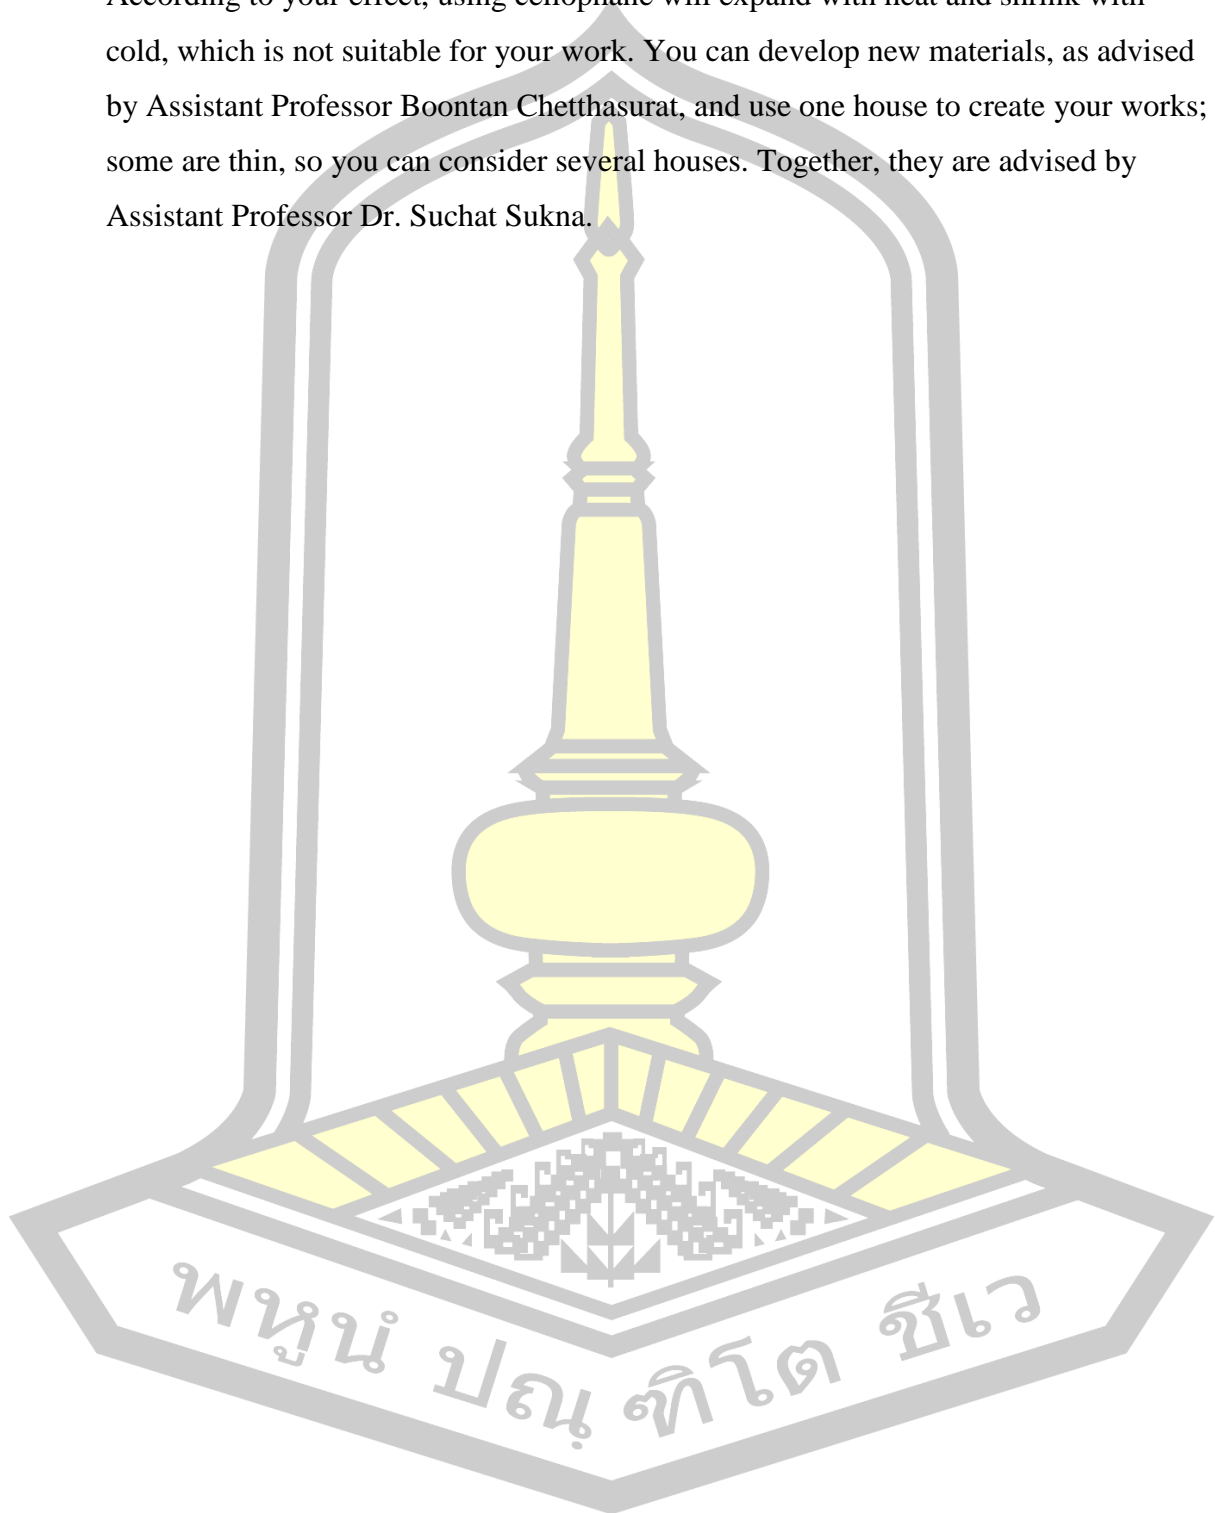 According to your effect, using cellophane will expand with heat and shrink with
cold, which is not suitable for your work. You can develop new materials, as advised
by Assistant Professor Boontan Chetthasurat, and use one house to create your works;
some are thin, so you can consider several houses. Together, they are advised by
Assistant Professor Dr. Suchat Sukna.
พหูนํ ปณฺฑิโต ชีเว